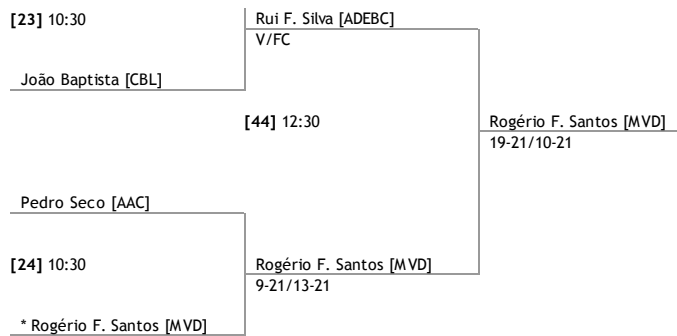 [23] 10:30
Rui F. Silva [ADEBC]
V/FC
João Baptista [CBL]
[44] 12:30
Rogério F. Santos [MVD]
19-21/10-21
Pedro Seco [AAC]
[24] 10:30
Rogério F. Santos [MVD]
9-21/13-21
* Rogério F. Santos [MVD]